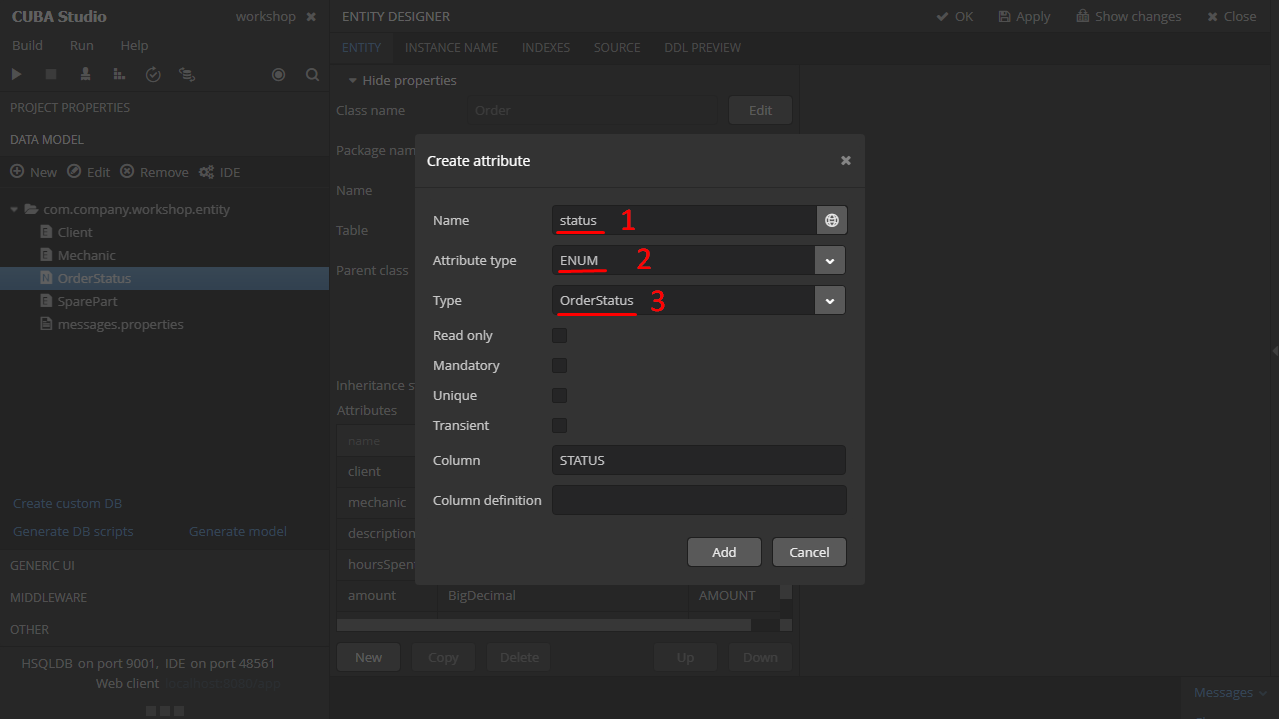 CUBA Studio
workshop
Build Run Help
PROJECT PROPERTIES
DATA MODEL
New Edit Remove IDE
com.company.workshop.entity
Client
Mechanic
OrderStatus
SparePart
messages.properties
Create custom DB
Generate DB scripts Generate model
GENERIC UI
MIDDLEWARE
OTHER
HSQLDB on port 9001, IDE on port 48561
Web client localhost:8080/app
ENTITY DESIGNER
OK Apply Show changes Close
ENTITY INSTANCE NAME INDEXES SOURCE DDL PREVIEW
Hide properties
Class name Order Edit
Package nam
Name
Table
Parent class
Inheritance s
Attributes
name
client
mechanic
description
hoursSpen
amount BigDecimal AMOUNT
New Copy Delete Up Down
Messages
Create attribute
Name status 1
Attribute type ENUM 2
Type OrderStatus 3
Read only
Mandatory
Unique
Transient
Column STATUS
Column definition
Add Cancel